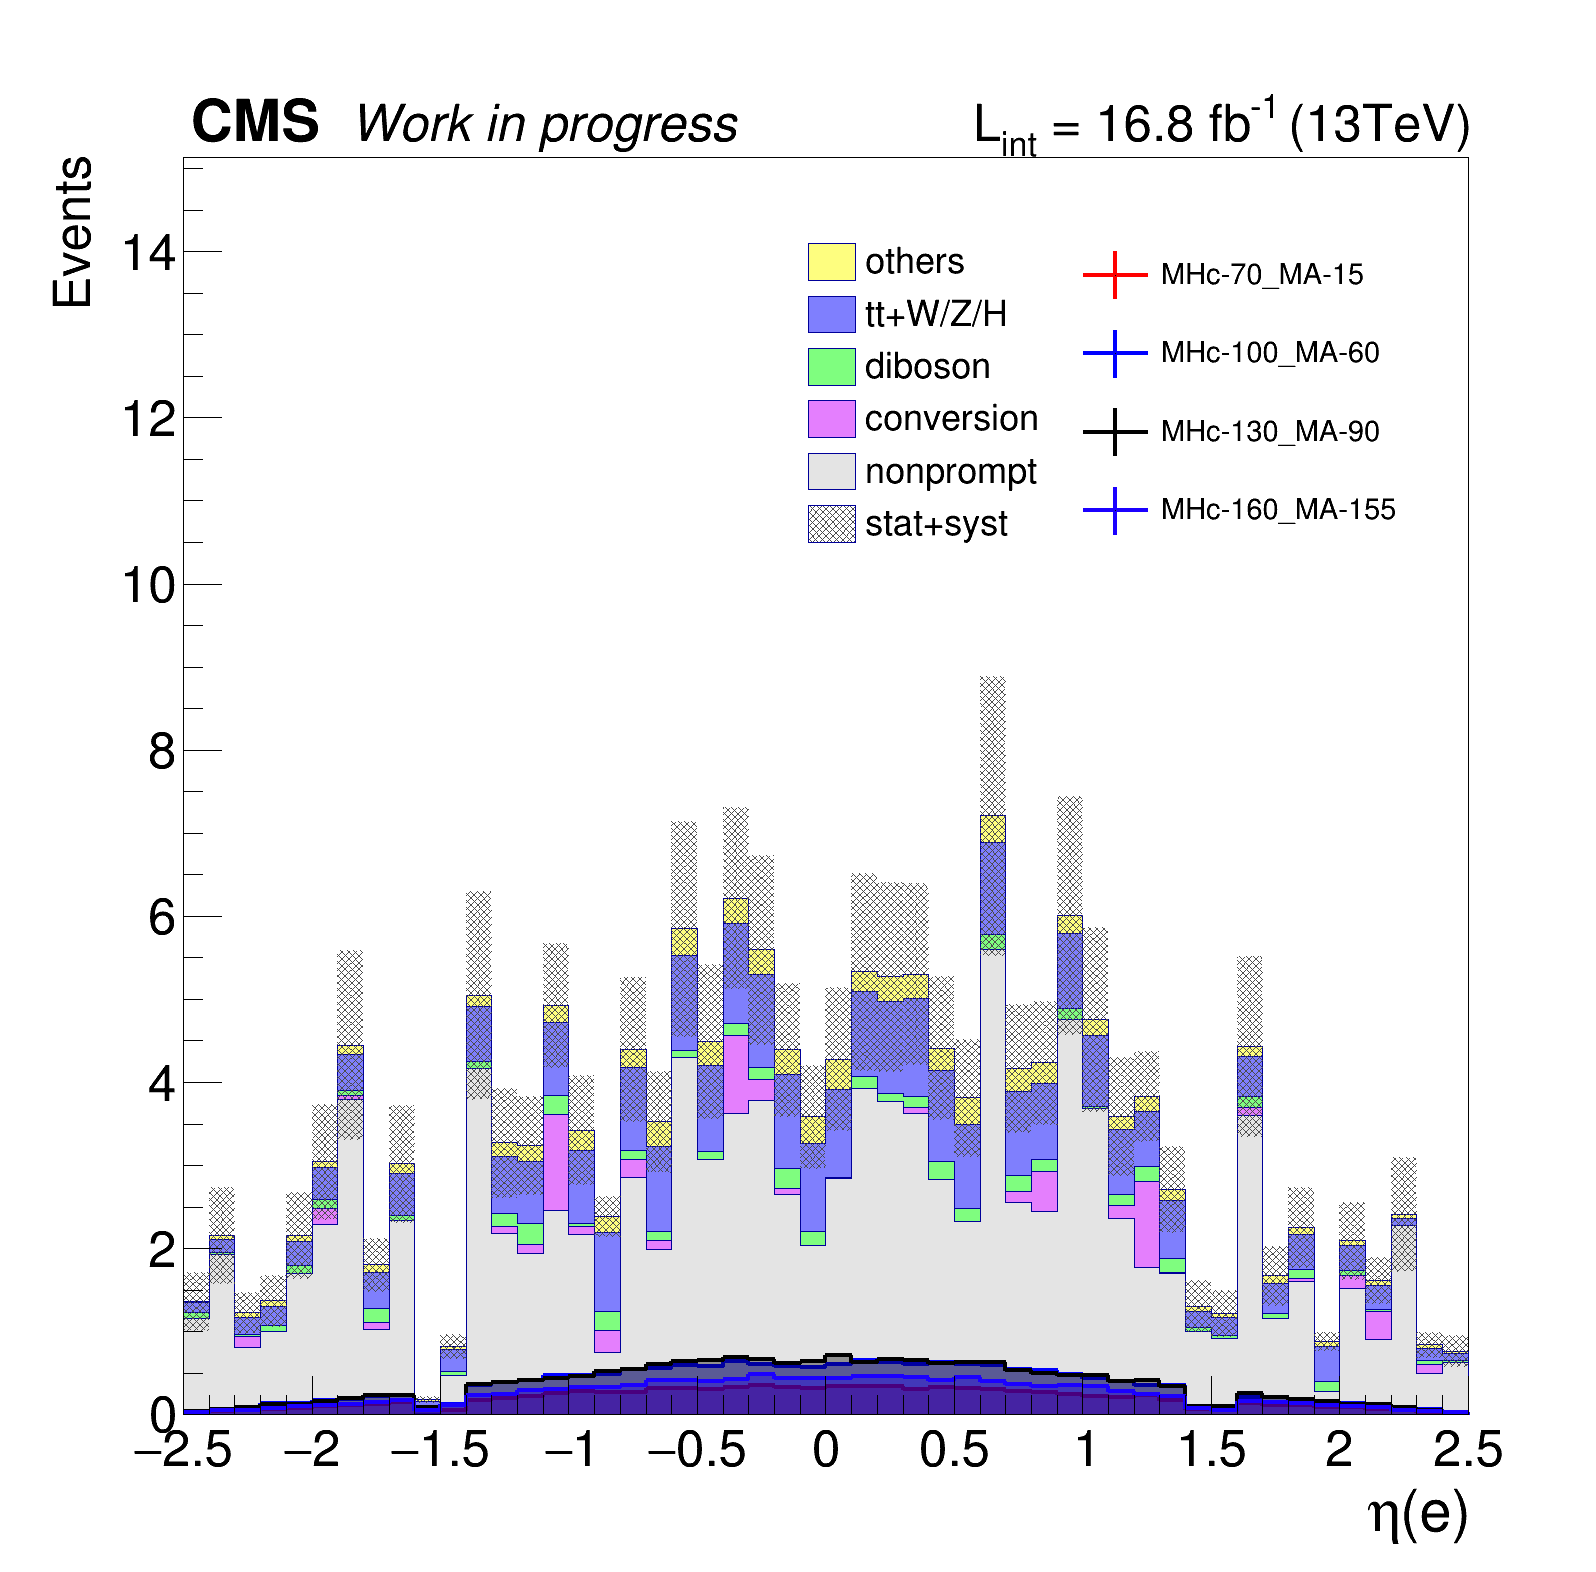 CMS Work in progress
L_int = 16.8 fb^-1 (13TeV)
Events
14
12
10
8
6
4
2
0
others
tt+W/Z/H
diboson
conversion
nonprompt
stat+syst
MHc-70_MA-15
MHc-100_MA-60
MHc-130_MA-90
MHc-160_MA-155
−2.5 −2 −1.5 −1 −0.5 0 0.5 1 1.5 2 2.5
η(e)